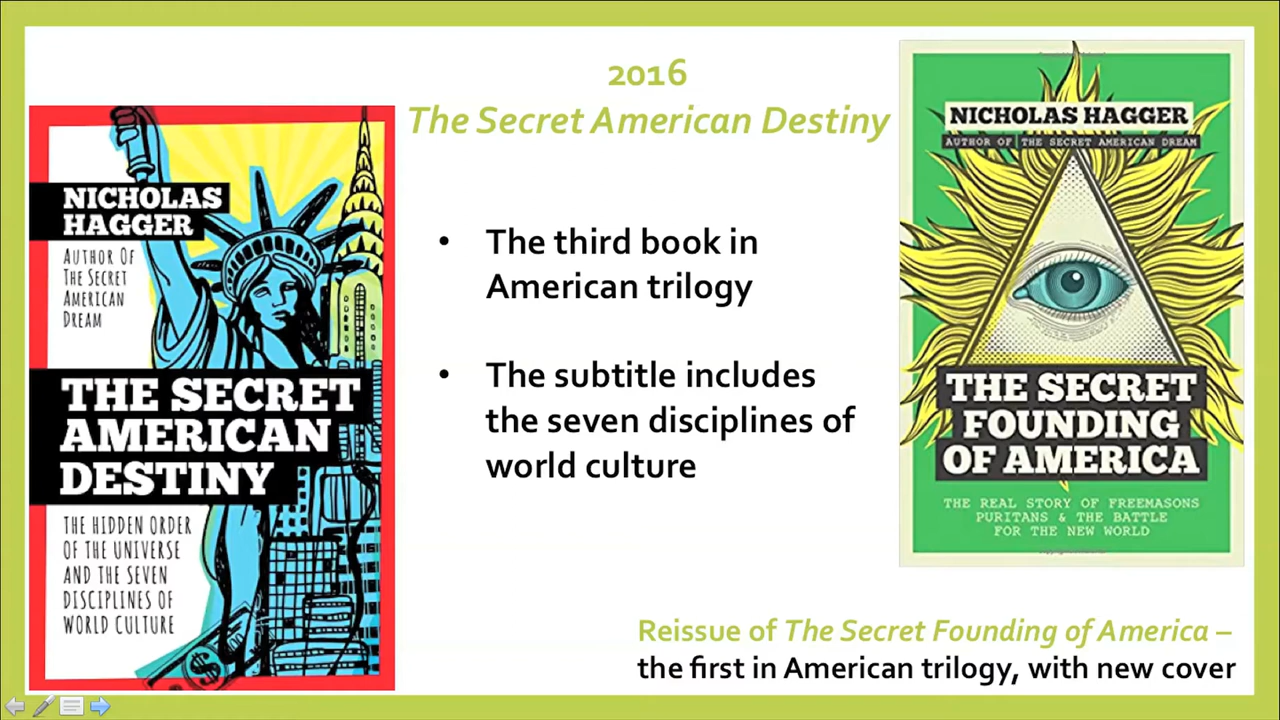 2016
The Secret American Destiny
NICHOLAS
HAGGER
AUTHOR OF
THE SECRET
AMERICAN
DREAM
THE SECRET
AMERICAN
DESTINY
THE HIDDEN ORDER
OF THE UNIVERSE
AND THE SEVEN
DISCIPLINES OF
WORLD CULTURE
$
• The third book in
American trilogy
• The subtitle includes
the seven disciplines of
world culture
NICHOLAS HAGGER
AUTHOR OF THE SECRET AMERICAN DREAM
THE SECRET
FOUNDING
OF AMERICA
THE REAL STORY OF FREEMASONS
PURITANS & THE BATTLE
FOR THE NEW WORLD
Reissue of The Secret Founding of America –
the first in American trilogy, with new cover